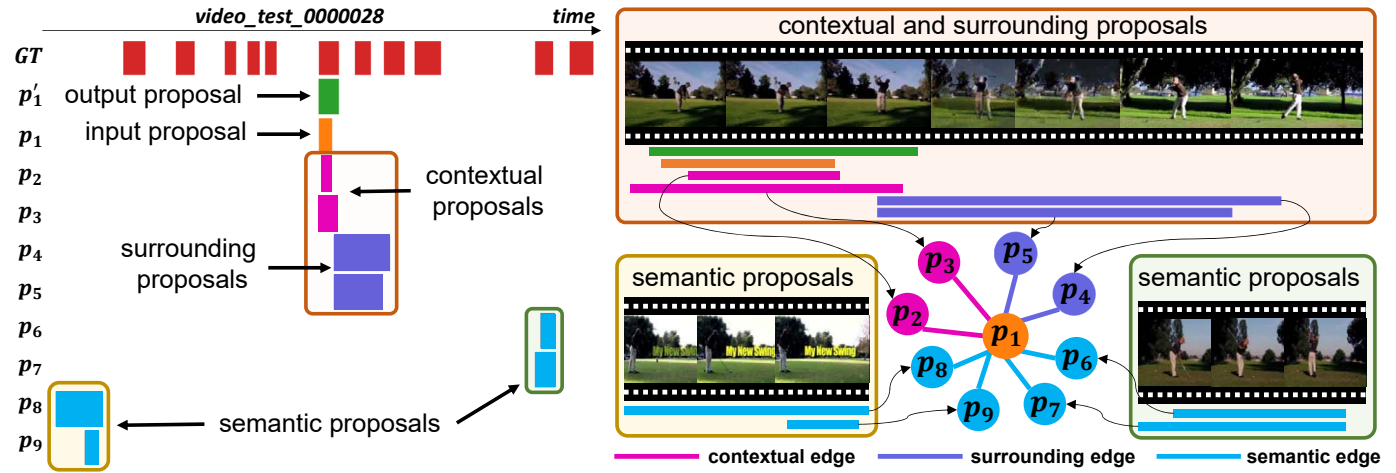 video_test_0000028
time
GT
p′₁
output proposal
p₁
input proposal
p₂
contextual
proposals
p₃
p₄
surrounding
proposals
p₅
p₆
p₇
p₈
semantic proposals
p₉
contextual and surrounding proposals
semantic proposals
My New Swing
My New Swing
My New Swing
semantic proposals
p₃
p₅
p₄
p₂
p₁
p₈
p₆
p₉
p₇
contextual edge
surrounding edge
semantic edge